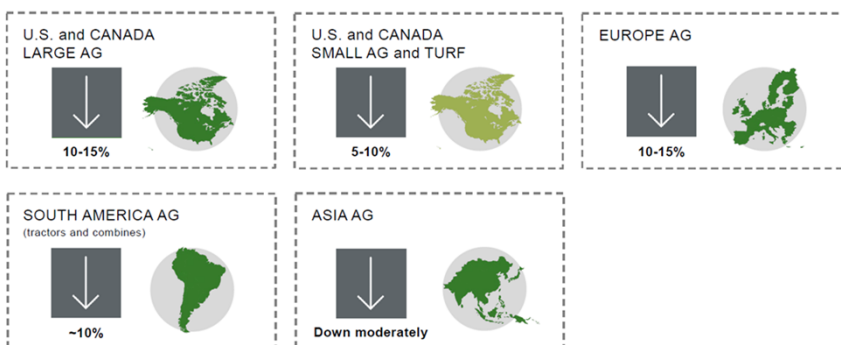 U.S. and CANADA
LARGE AG
10-15%
U.S. and CANADA
SMALL AG and TURF
5-10%
EUROPE AG
10-15%
SOUTH AMERICA AG
(tractors and combines)
~10%
ASIA AG
Down moderately